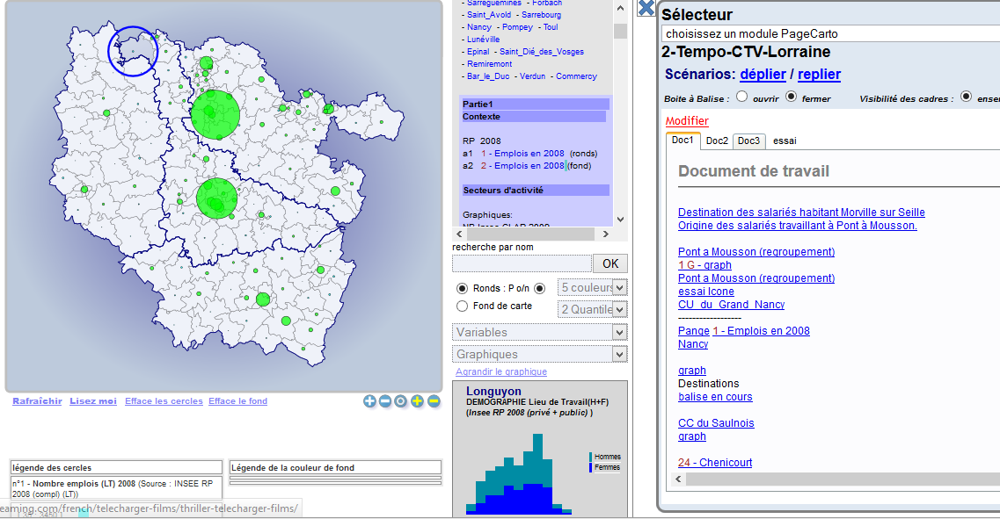 - Sarreguemines - Forbach
- Saint_Avold - Sarrebourg
- Nancy - Pompey - Toul
- Lunéville
- Epinal - Saint_Dié_des_Vosges
- Remiremont
- Bar_le_Duc - Verdun - Commercy
Partie1
Contexte
RP 2008
a1 1 - Emplois en 2008 (ronds)
a2 2 - Emplois en 2008 (fond)
Secteurs d'activité
Graphiques:
recherche par nom
OK
Ronds : P o/n
5 couleurs
Fond de carte
2 Quantile
Variables
Graphiques
Agrandir le graphique
Longuyon
DEMOGRAPHIE Lieu de Travail(H+F)
(Insee RP 2008 (privé + public) )
Hommes
Femmes
Rafraîchir Lisez moi Efface les cercles Efface le fond
légende des cercles
n°1 - Nombre emplois (LT) 2008 (Source : INSEE RP
2008 (compl) (LT))
Légende de la couleur de fond
eaming.com/french/telecharger-films/thriller-telecharger-films/
Sélecteur
choisissez un module PageCarto
2-Tempo-CTV-Lorraine
Scénarios: déplier / replier
Boite à Balise : ouvrir fermer Visibilité des cadres : enser
Modifier
Doc1 Doc2 Doc3 essai
Document de travail
Destination des salariés habitant Morville sur Seille
Origine des salariés travaillant à Pont à Mousson.
Pont a Mousson (regroupement)
1 G - graph
Pont a Mousson (regroupement)
essai Icone
CU_du_Grand_Nancy
------------------
Pange 1 - Emplois en 2008
Nancy
graph
Destinations
balise en cours
CC du Saulnois
graph
24 - Chenicourt